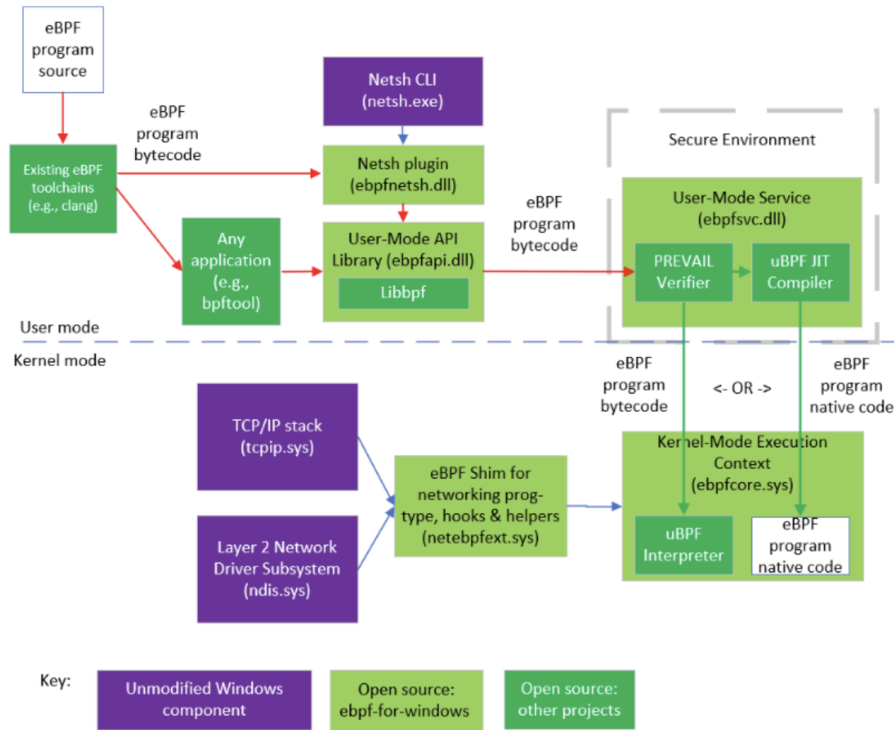 eBPF
program
source
eBPF
program
bytecode
Netsh CLI
(netsh.exe)
Existing eBPF
toolchains
(e.g., clang)
Netsh plugin
(ebpfnetsh.dll)
Any
application
(e.g.,
bpftool)
User-Mode API
Library (ebpfapi.dll)
Libbpf
eBPF
program
bytecode
Secure Environment
User-Mode Service
(ebpfsvc.dll)
PREVAIL
Verifier
uBPF JIT
Compiler
User mode
Kernel mode
eBPF
program
bytecode
<- OR ->
eBPF
program
native code
TCP/IP stack
(tcpip.sys)
Layer 2 Network
Driver Subsystem
(ndis.sys)
eBPF Shim for
networking prog-
type, hooks & helpers
(netebpfext.sys)
Kernel-Mode Execution
Context
(ebpfcore.sys)
uBPF
Interpreter
eBPF
program
native code
Key:
Unmodified Windows
component
Open source:
ebpf-for-windows
Open source:
other projects